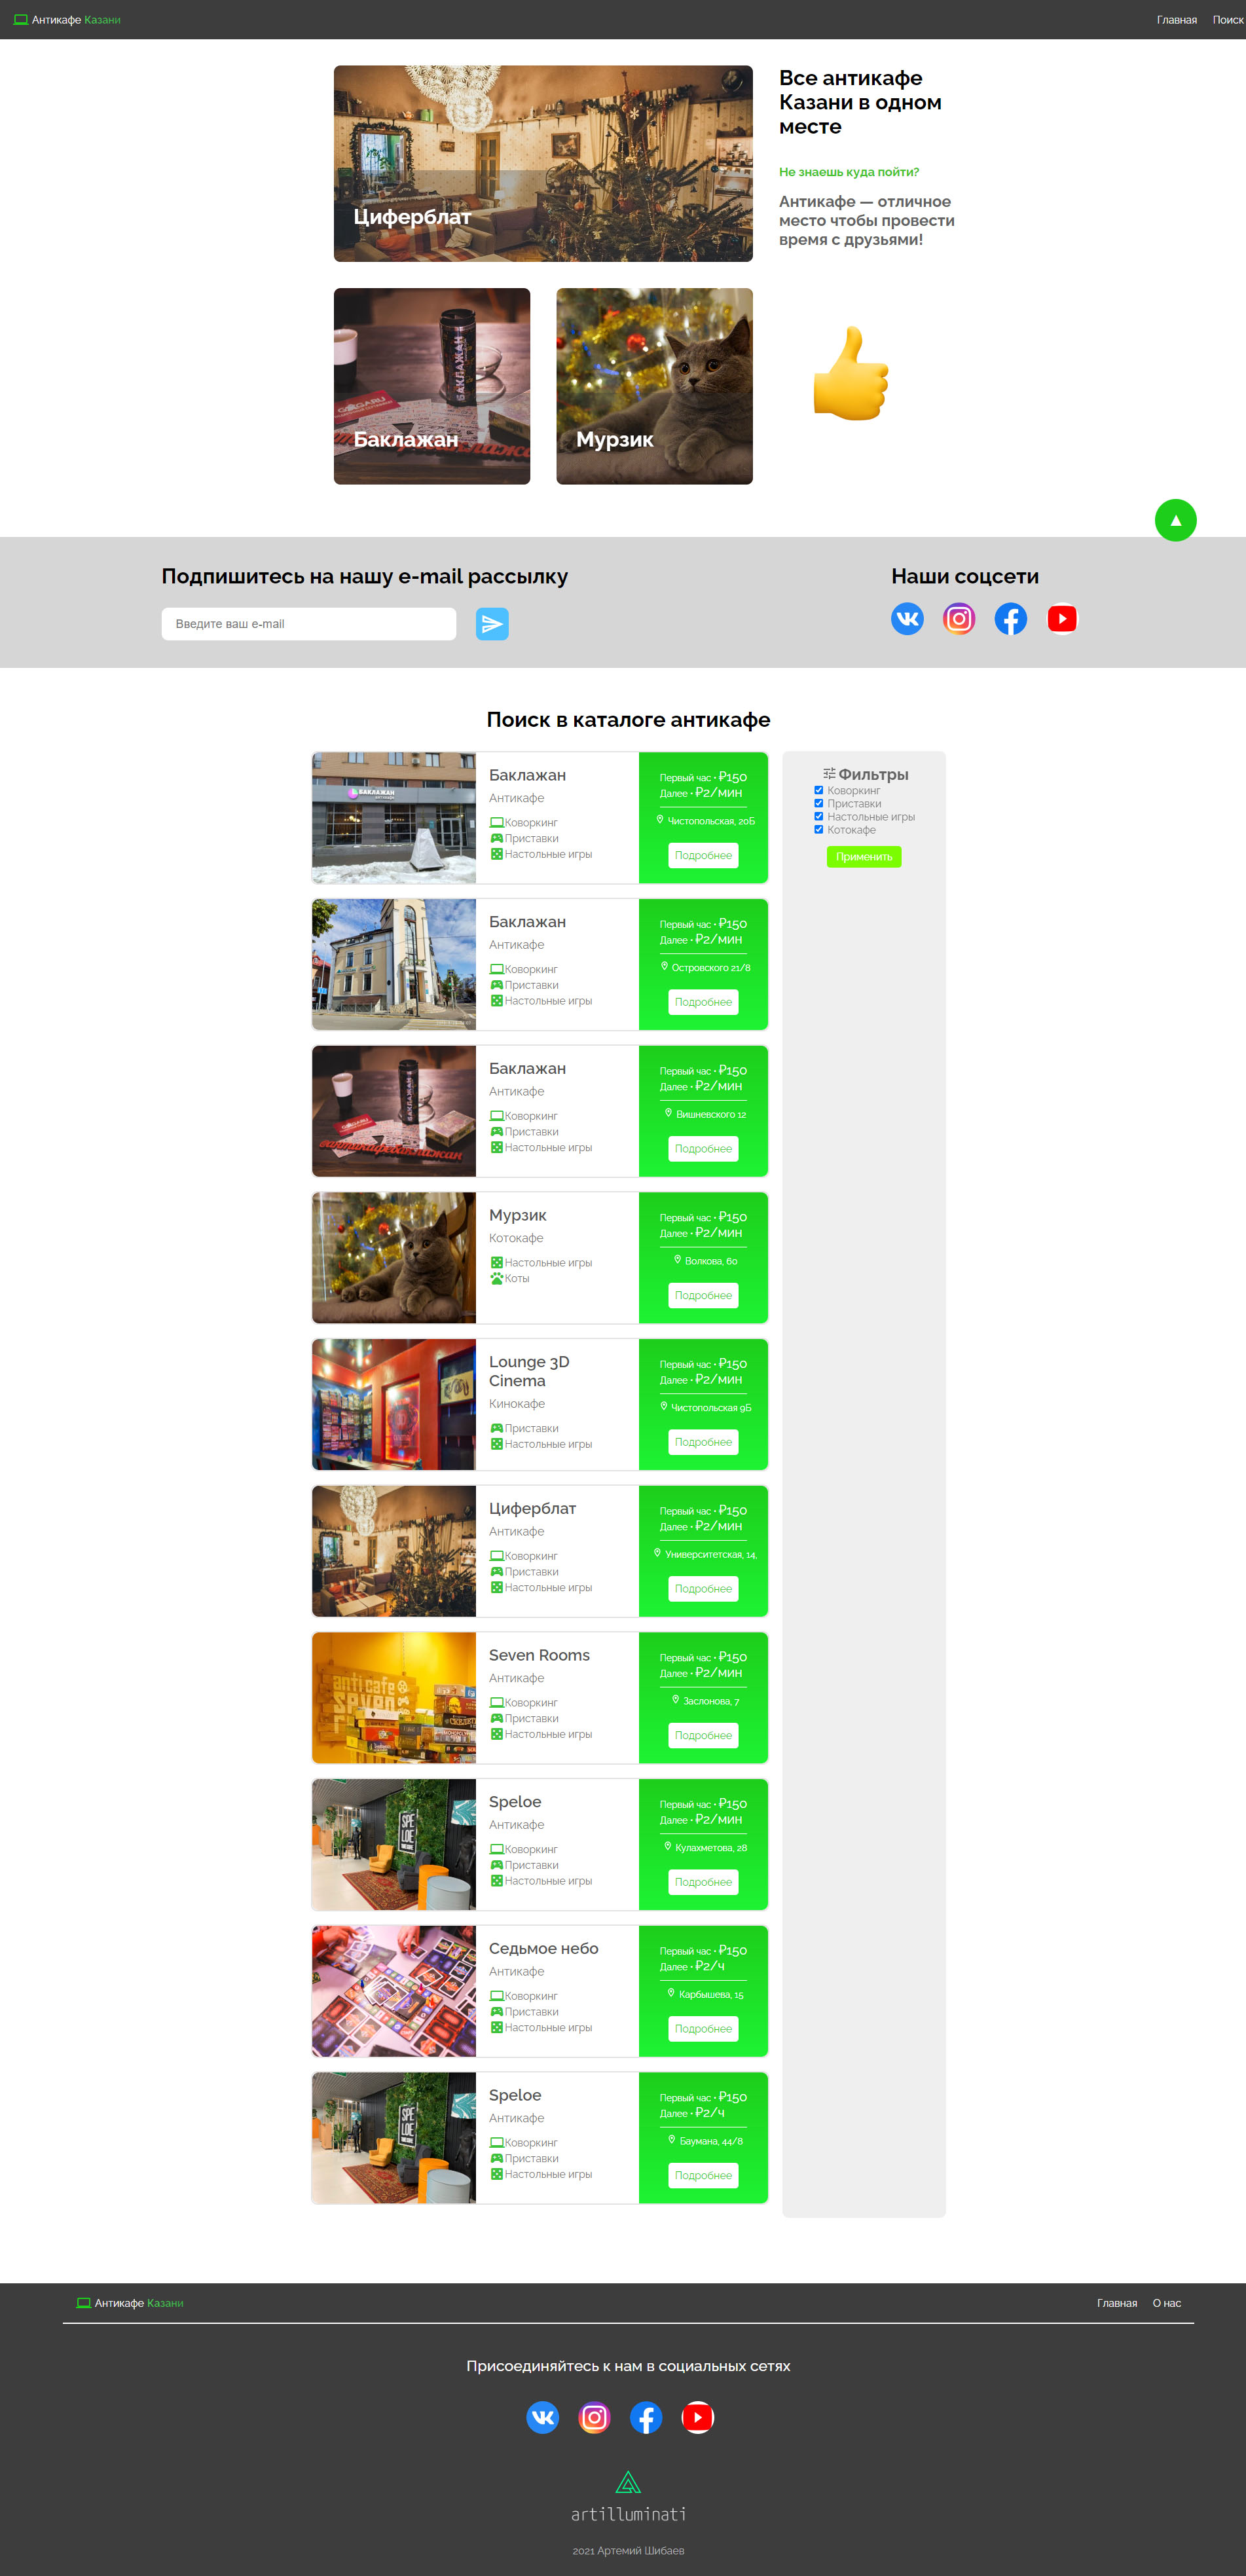 Антикафе Казани
Главная Поиск
Все антикафе
Казани в одном
месте
Не знаешь куда пойти?
Антикафе — отличное
место чтобы провести
время с друзьями!
Циферблат
БАКЛАЖАН
Баклажан
Мурзик
▲
Подпишитесь на нашу e-mail рассылку
Введите ваш e-mail
Наши соцсети
Поиск в каталоге антикафе
БАКЛАЖАН
Баклажан
Антикафе
Коворкинг
Приставки
Настольные игры
Первый час • ₽150
Далее • ₽2/мин
Чистопольская, 20Б
Подробнее
Фильтры
Коворкинг
Приставки
Настольные игры
Котокафе
Применить
Баклажан
Антикафе
Коворкинг
Приставки
Настольные игры
Первый час • ₽150
Далее • ₽2/мин
Островского 21/8
Подробнее
БАКЛАЖАН
Баклажан
Антикафе
Коворкинг
Приставки
Настольные игры
Первый час • ₽150
Далее • ₽2/мин
Вишневского 12
Подробнее
Мурзик
Котокафе
Настольные игры
Коты
Первый час • ₽150
Далее • ₽2/мин
Волкова, 60
Подробнее
Lounge 3D
Cinema
Кинокафе
Приставки
Настольные игры
Первый час • ₽150
Далее • ₽2/мин
Чистопольская 9Б
Подробнее
Циферблат
Антикафе
Коворкинг
Приставки
Настольные игры
Первый час • ₽150
Далее • ₽2/мин
Университетская, 14,
Подробнее
anti cafe
Seven Rooms
Антикафе
Коворкинг
Приставки
Настольные игры
Первый час • ₽150
Далее • ₽2/мин
Заслонова, 7
Подробнее
SPE
LOE
Speloe
Антикафе
Коворкинг
Приставки
Настольные игры
Первый час • ₽150
Далее • ₽2/мин
Кулахметова, 28
Подробнее
Седьмое небо
Антикафе
Коворкинг
Приставки
Настольные игры
Первый час • ₽150
Далее • ₽2/ч
Карбышева, 15
Подробнее
SPE
LOE
Speloe
Антикафе
Коворкинг
Приставки
Настольные игры
Первый час • ₽150
Далее • ₽2/ч
Баумана, 44/8
Подробнее
Антикафе Казани
Главная О нас
Присоединяйтесь к нам в социальных сетях
artilluminati
2021 Артемий Шибаев